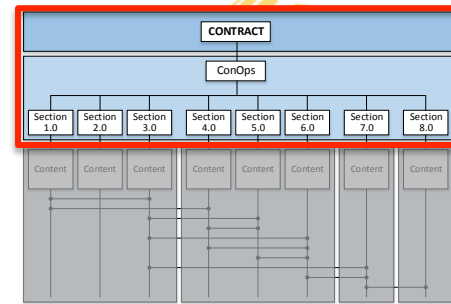 CONTRACT
ConOps
Section Section Section Section Section Section Section Section
1.0 2.0 3.0 4.0 5.0 6.0 7.0 8.0
Content Content Content Content Content Content Content Content